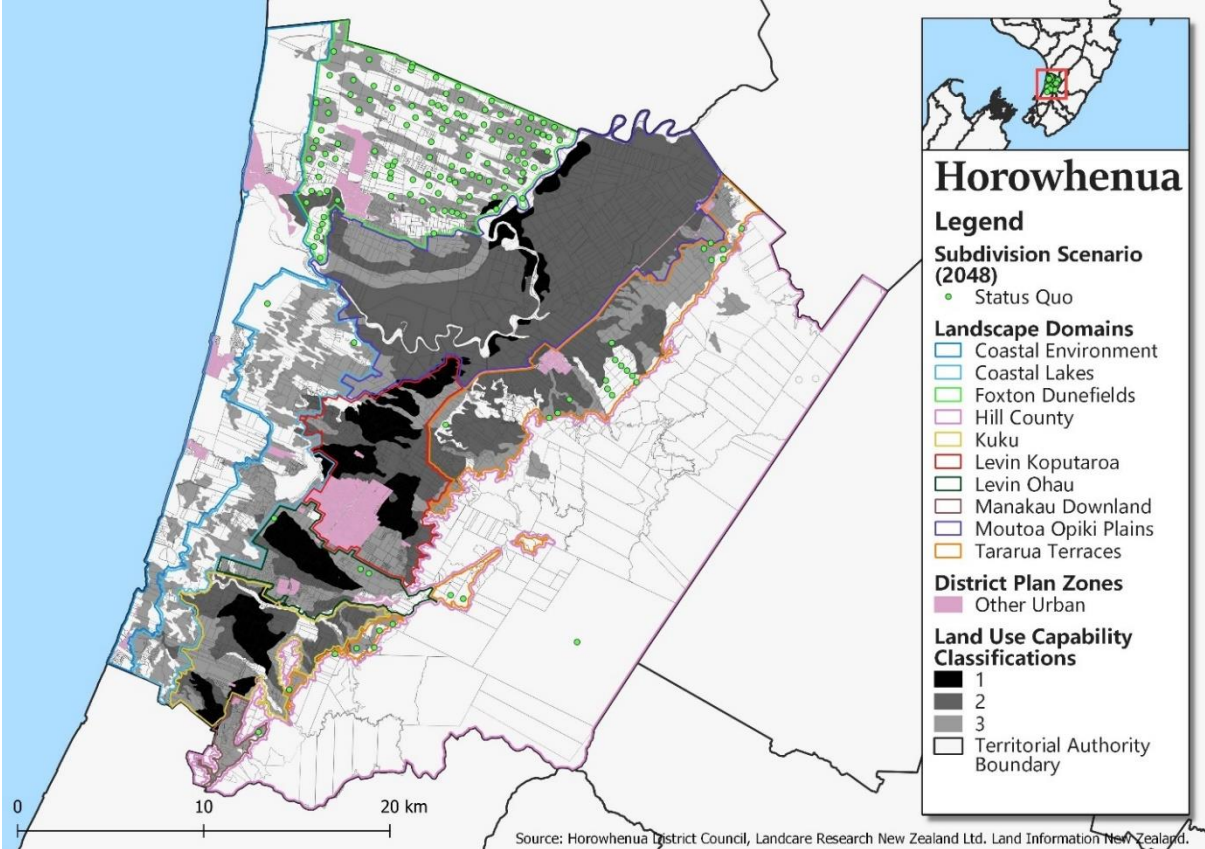 Horowhenua
Legend
Subdivision Scenario
(2048)
Status Quo
Landscape Domains
Coastal Environment
Coastal Lakes
Foxton Dunefields
Hill County
Kuku
Levin Koputaroa
Levin Ohau
Manakau Downland
Moutoa Opiki Plains
Tararua Terraces
District Plan Zones
Other Urban
Land Use Capability
Classifications
1
2
3
Territorial Authority
Boundary
0 10 20 km
Source: Horowhenua District Council, Landcare Research New Zealand Ltd. Land Information New Zealand.